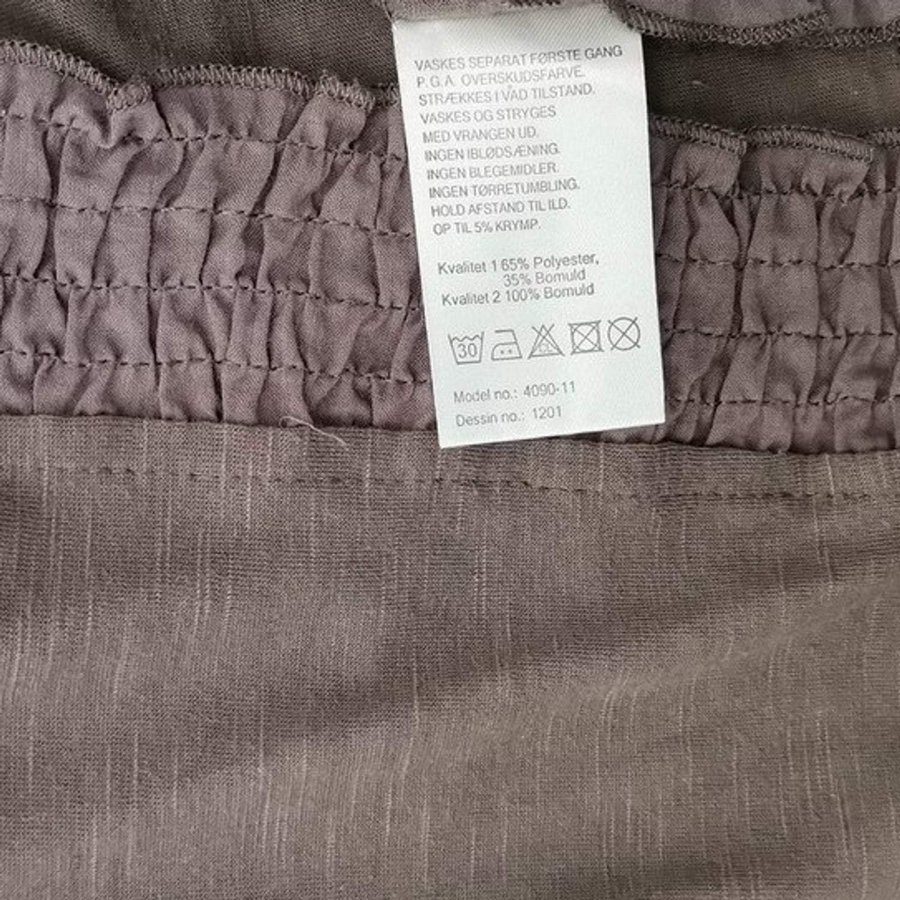 VASKES SEPARAT FØRSTE GANG
P.G.A. OVERSKUDSFARVE.
STRÆKKES I VÅD TILSTAND.
VASKES OG STRYGES
MED VRANGEN UD.
INGEN IBLØDSÆNING.
INGEN BLEGEMIDLER.
INGEN TØRRETUMBLING.
HOLD AFSTAND TIL ILD.
OP TIL 5% KRYMP.
Kvalitet 1 65% Polyester,
35% Bomuld
Kvalitet 2 100% Bomuld
30
Model no.: 4090-11
Dessin no.: 1201